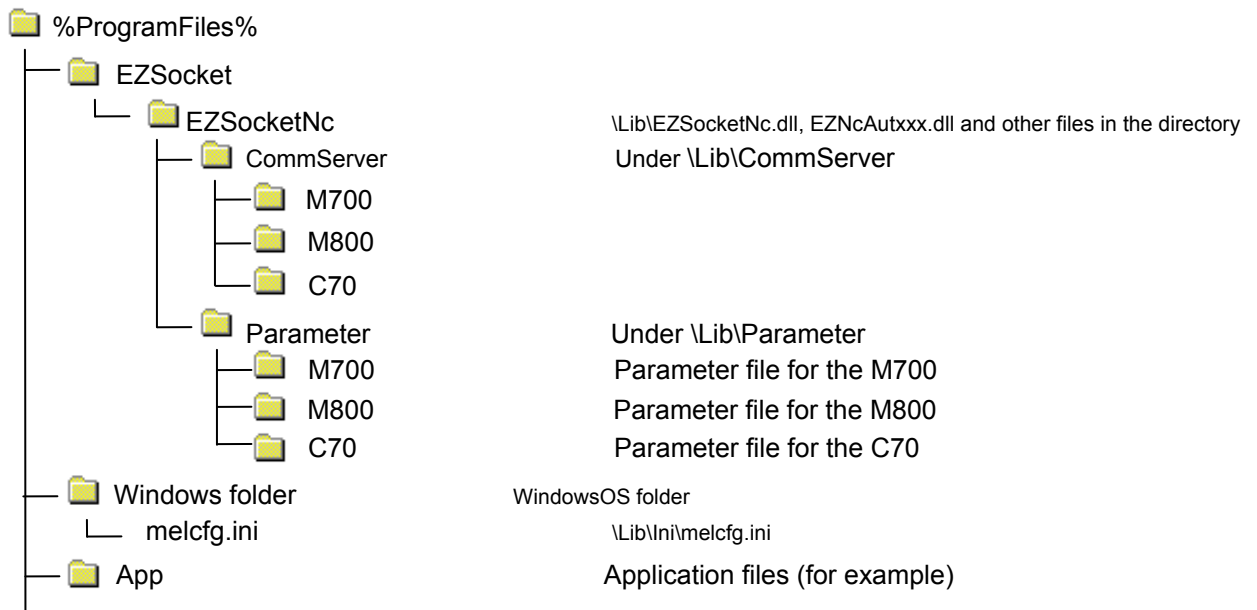 %ProgramFiles%
EZSocket
EZSocketNc \Lib\EZSocketNc.dll, EZNcAutxxx.dll and other files in the directory
CommServer Under \Lib\CommServer
M700
M800
C70
Parameter Under \Lib\Parameter
M700 Parameter file for the M700
M800 Parameter file for the M800
C70 Parameter file for the C70
Windows folder WindowsOS folder
melcfg.ini \Lib\Ini\melcfg.ini
App Application files (for example)